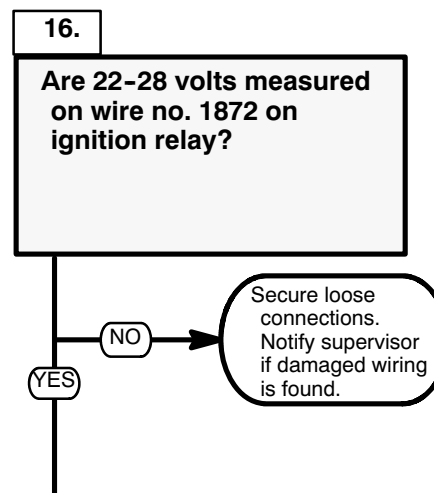 16.
Are 22-28 volts measured
on wire no. 1872 on
ignition relay?
NO
Secure loose
connections.
Notify supervisor
if damaged wiring
is found.
YES